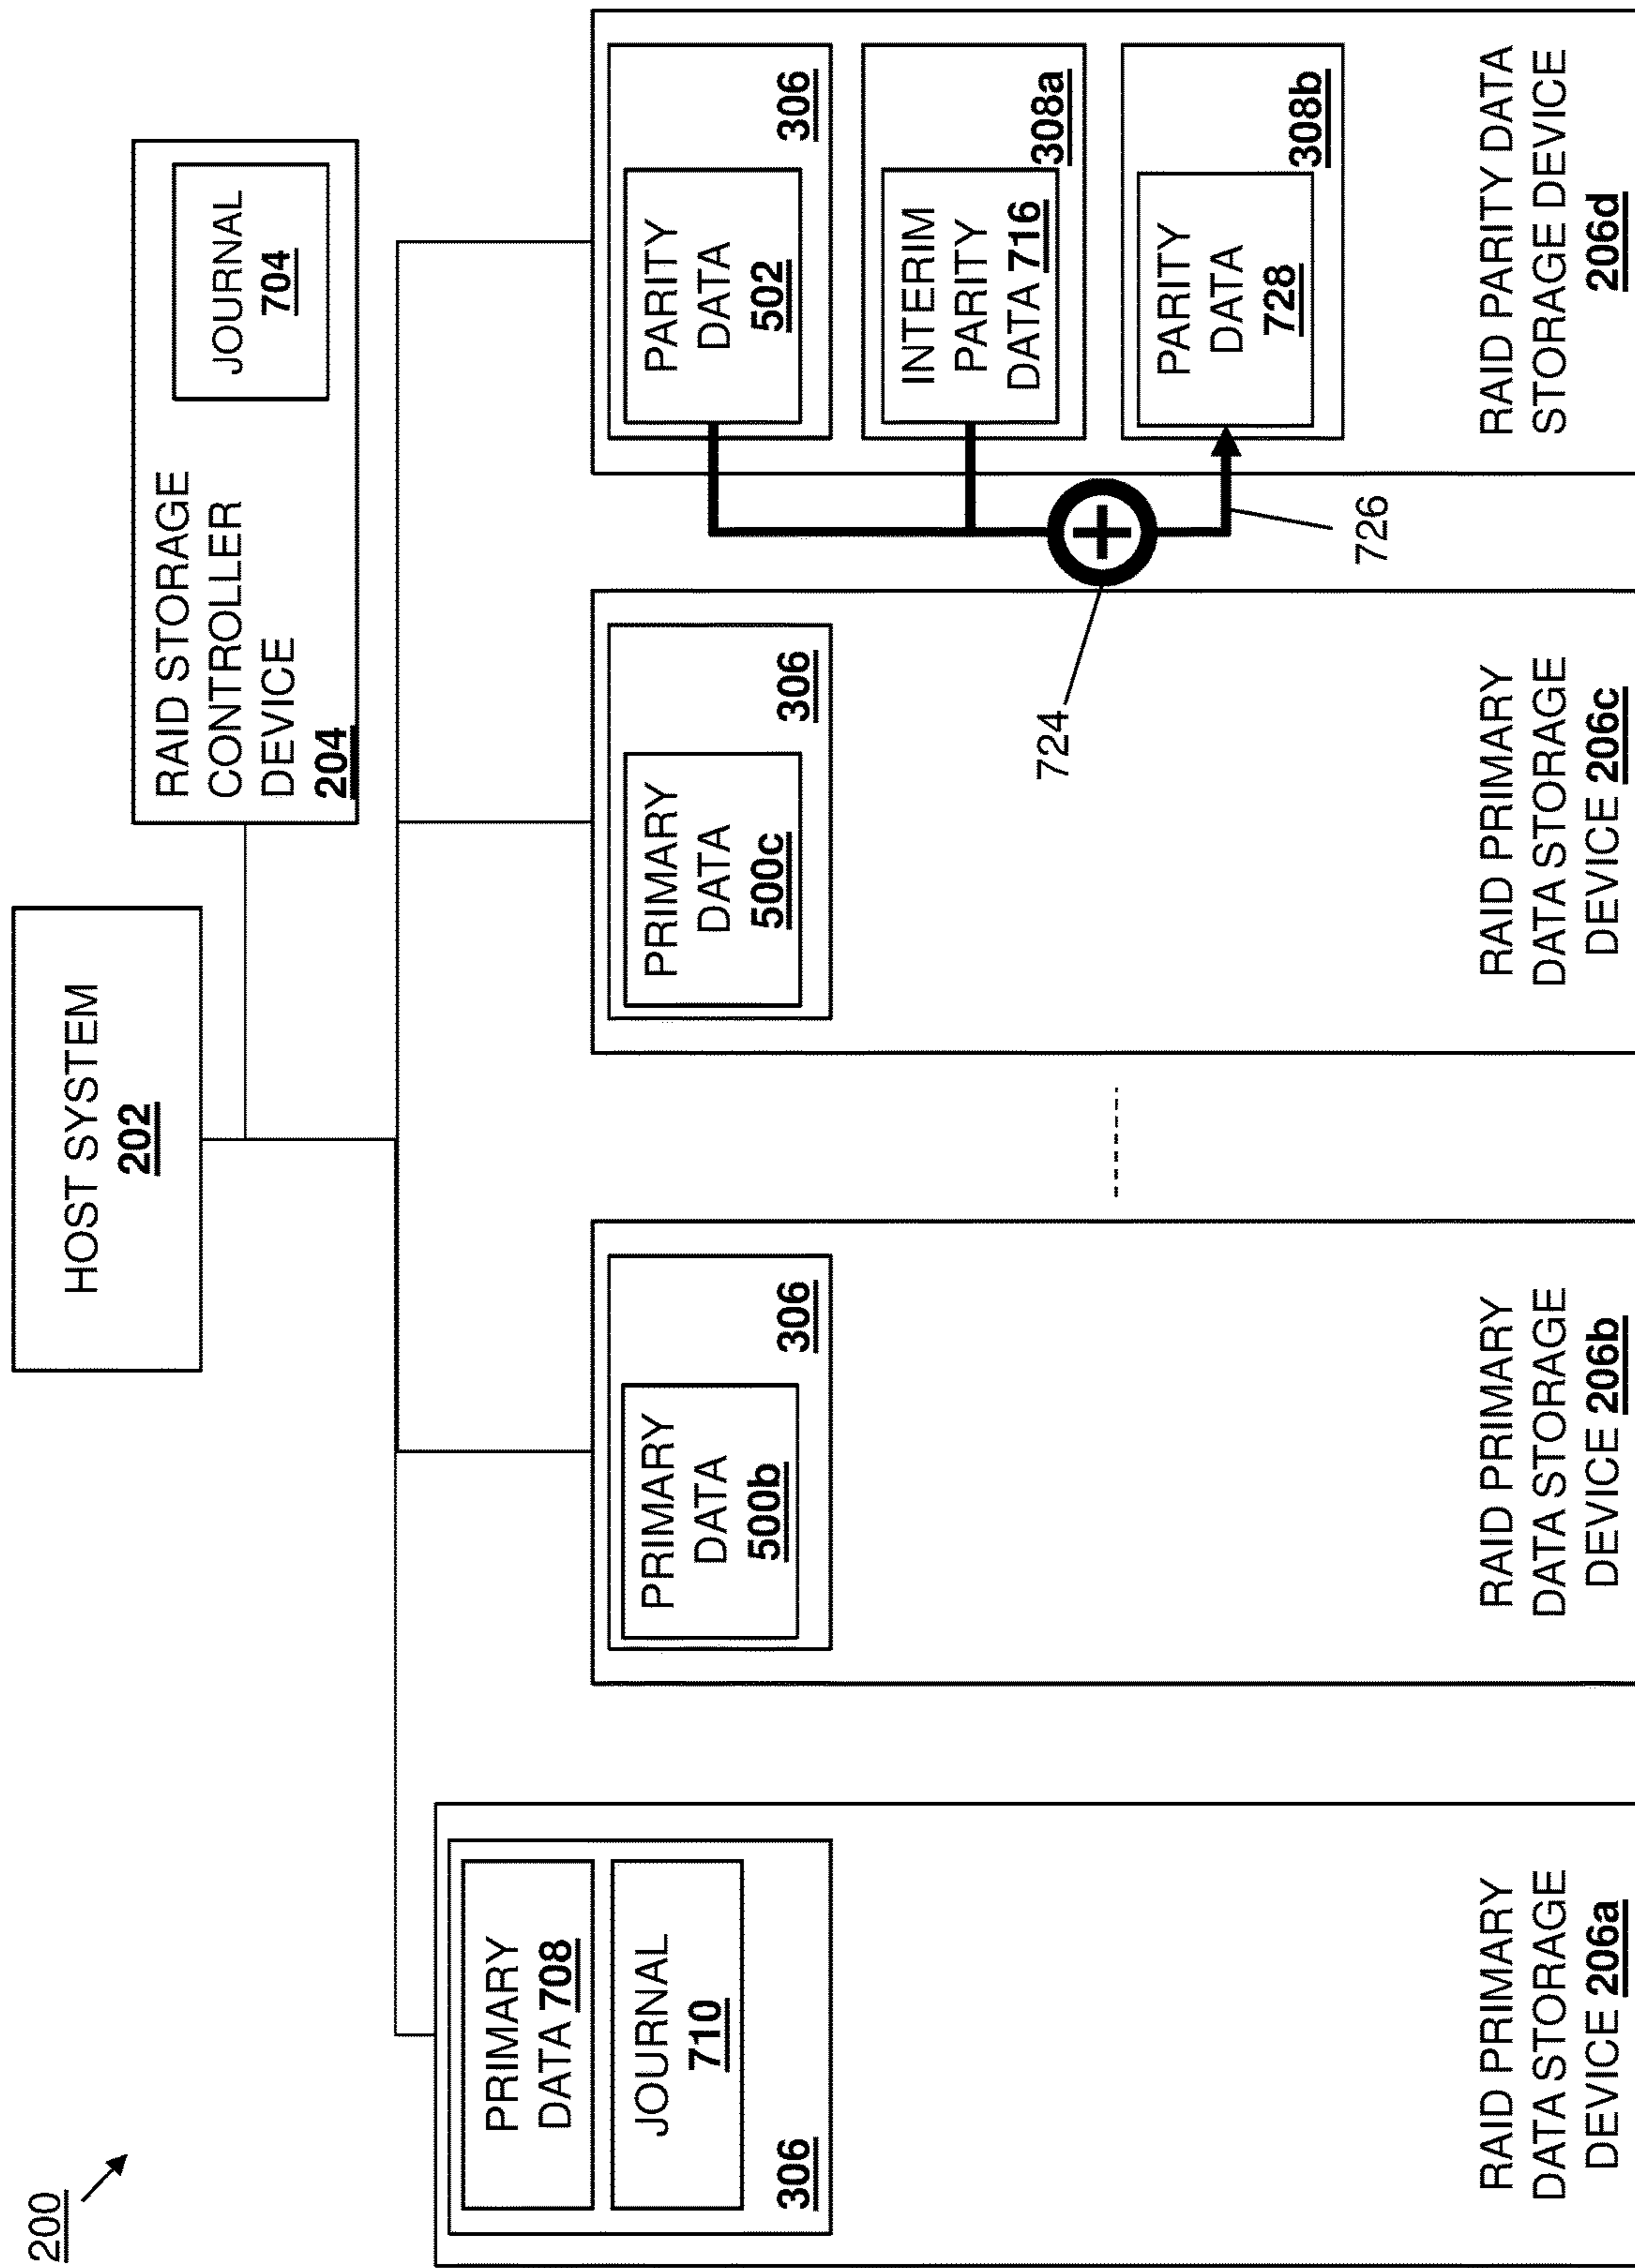 200
HOST SYSTEM
202
RAID STORAGE
CONTROLLER
DEVICE
204
JOURNAL
704
PRIMARY
DATA 708
JOURNAL
710
306
RAID PRIMARY
DATA STORAGE
DEVICE 206a
PRIMARY
DATA
500b
306
RAID PRIMARY
DATA STORAGE
DEVICE 206b
PRIMARY
DATA
500c
306
RAID PRIMARY
DATA STORAGE
DEVICE 206c
724
726
PARITY
DATA
502
306
INTERIM
PARITY
DATA 716
308a
PARITY
DATA
728
308b
RAID PARITY DATA
STORAGE DEVICE
206d